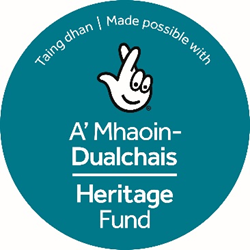 Taing dhan | Made possible with
A' Mhaoin-
Dualchais
Heritage
Fund